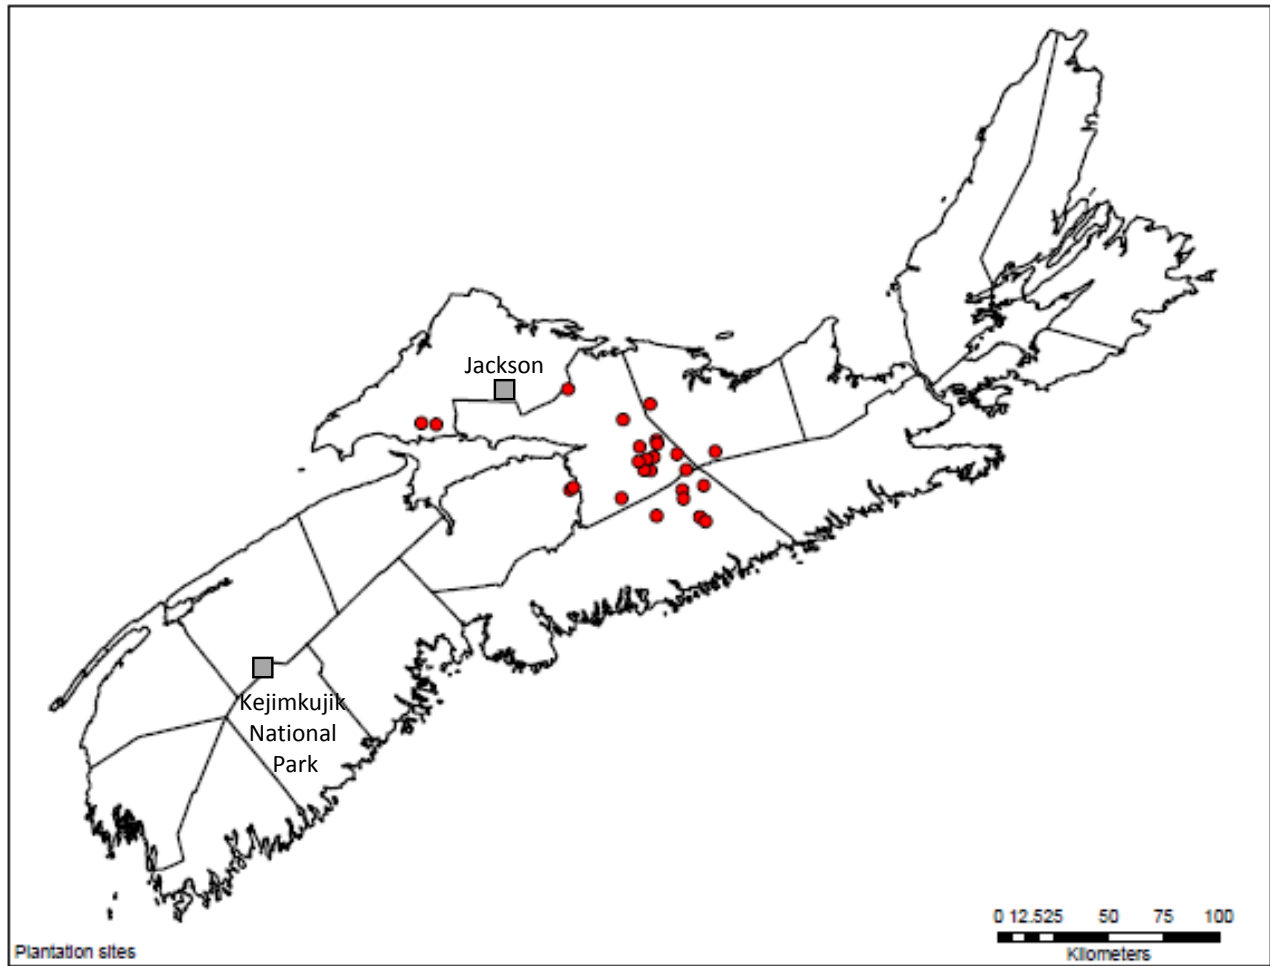 Jackson
Kejimkujik
National
Park
0 12.525 50 75 100
Kilometers
Plantation sites